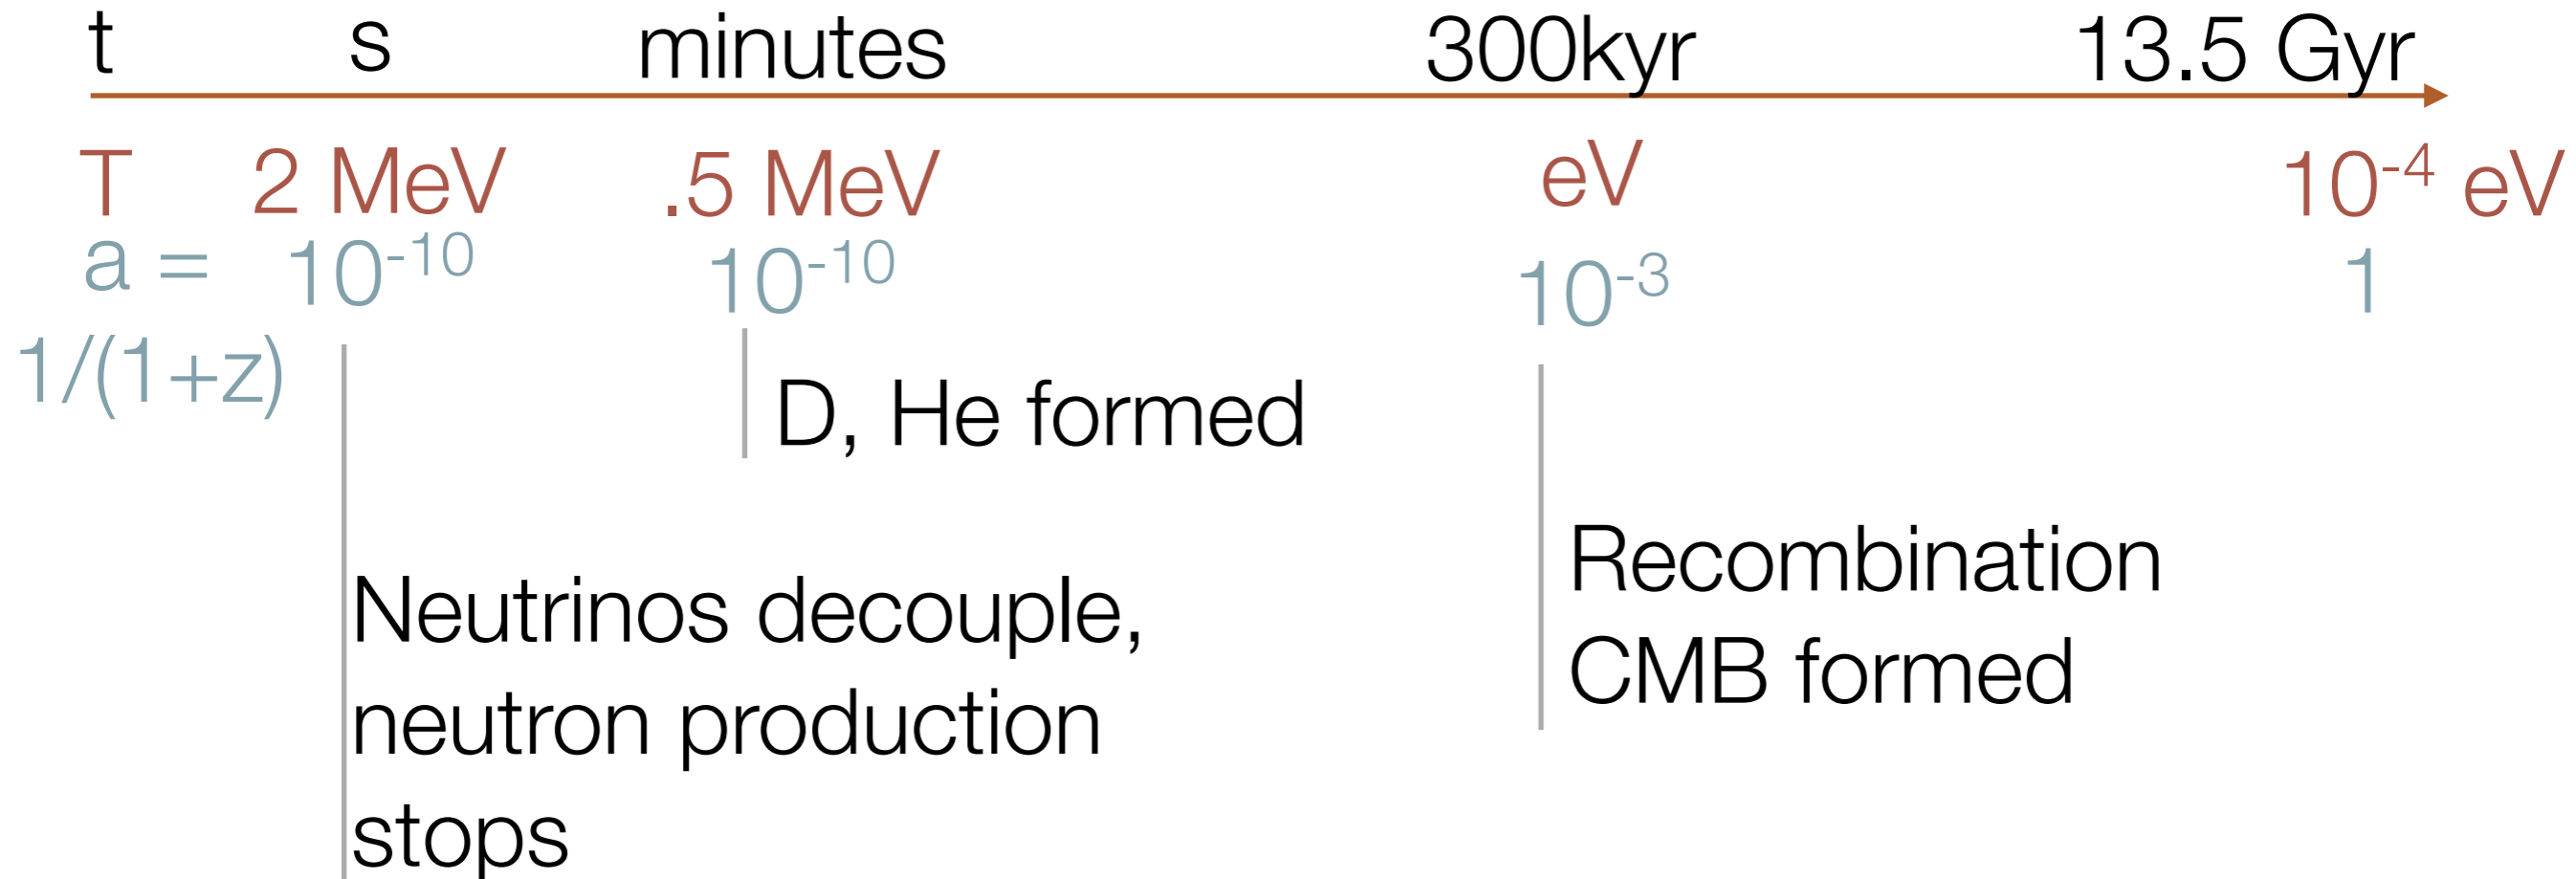 t s minutes 300kyr 13.5 Gyr
T 2 MeV .5 MeV eV 10⁻⁴ eV
a = 10⁻¹⁰ 10⁻¹⁰ 10⁻³ 1
1/(1+z)
D, He formed
Neutrinos decouple,
neutron production
stops
Recombination
CMB formed